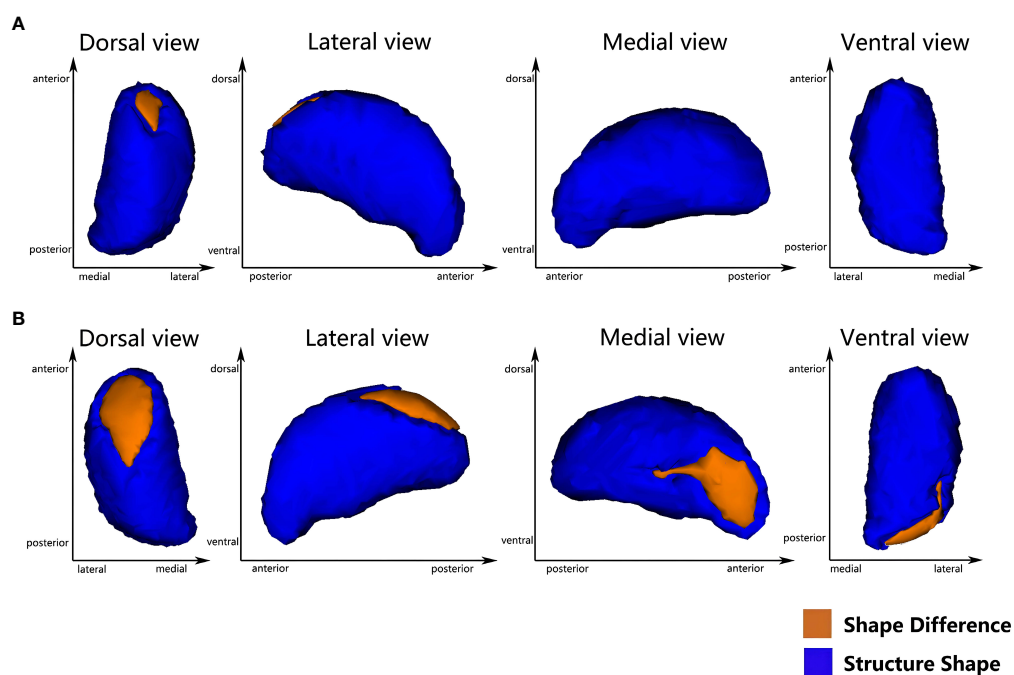 A
Dorsal view
Lateral view
Medial view
Ventral view
anterior
posterior
medial
lateral
dorsal
ventral
posterior
anterior
dorsal
ventral
anterior
posterior
anterior
posterior
lateral
medial
B
Dorsal view
Lateral view
Medial view
Ventral view
anterior
posterior
lateral
medial
dorsal
ventral
anterior
posterior
dorsal
ventral
posterior
anterior
anterior
posterior
medial
lateral
Shape Difference
Structure Shape